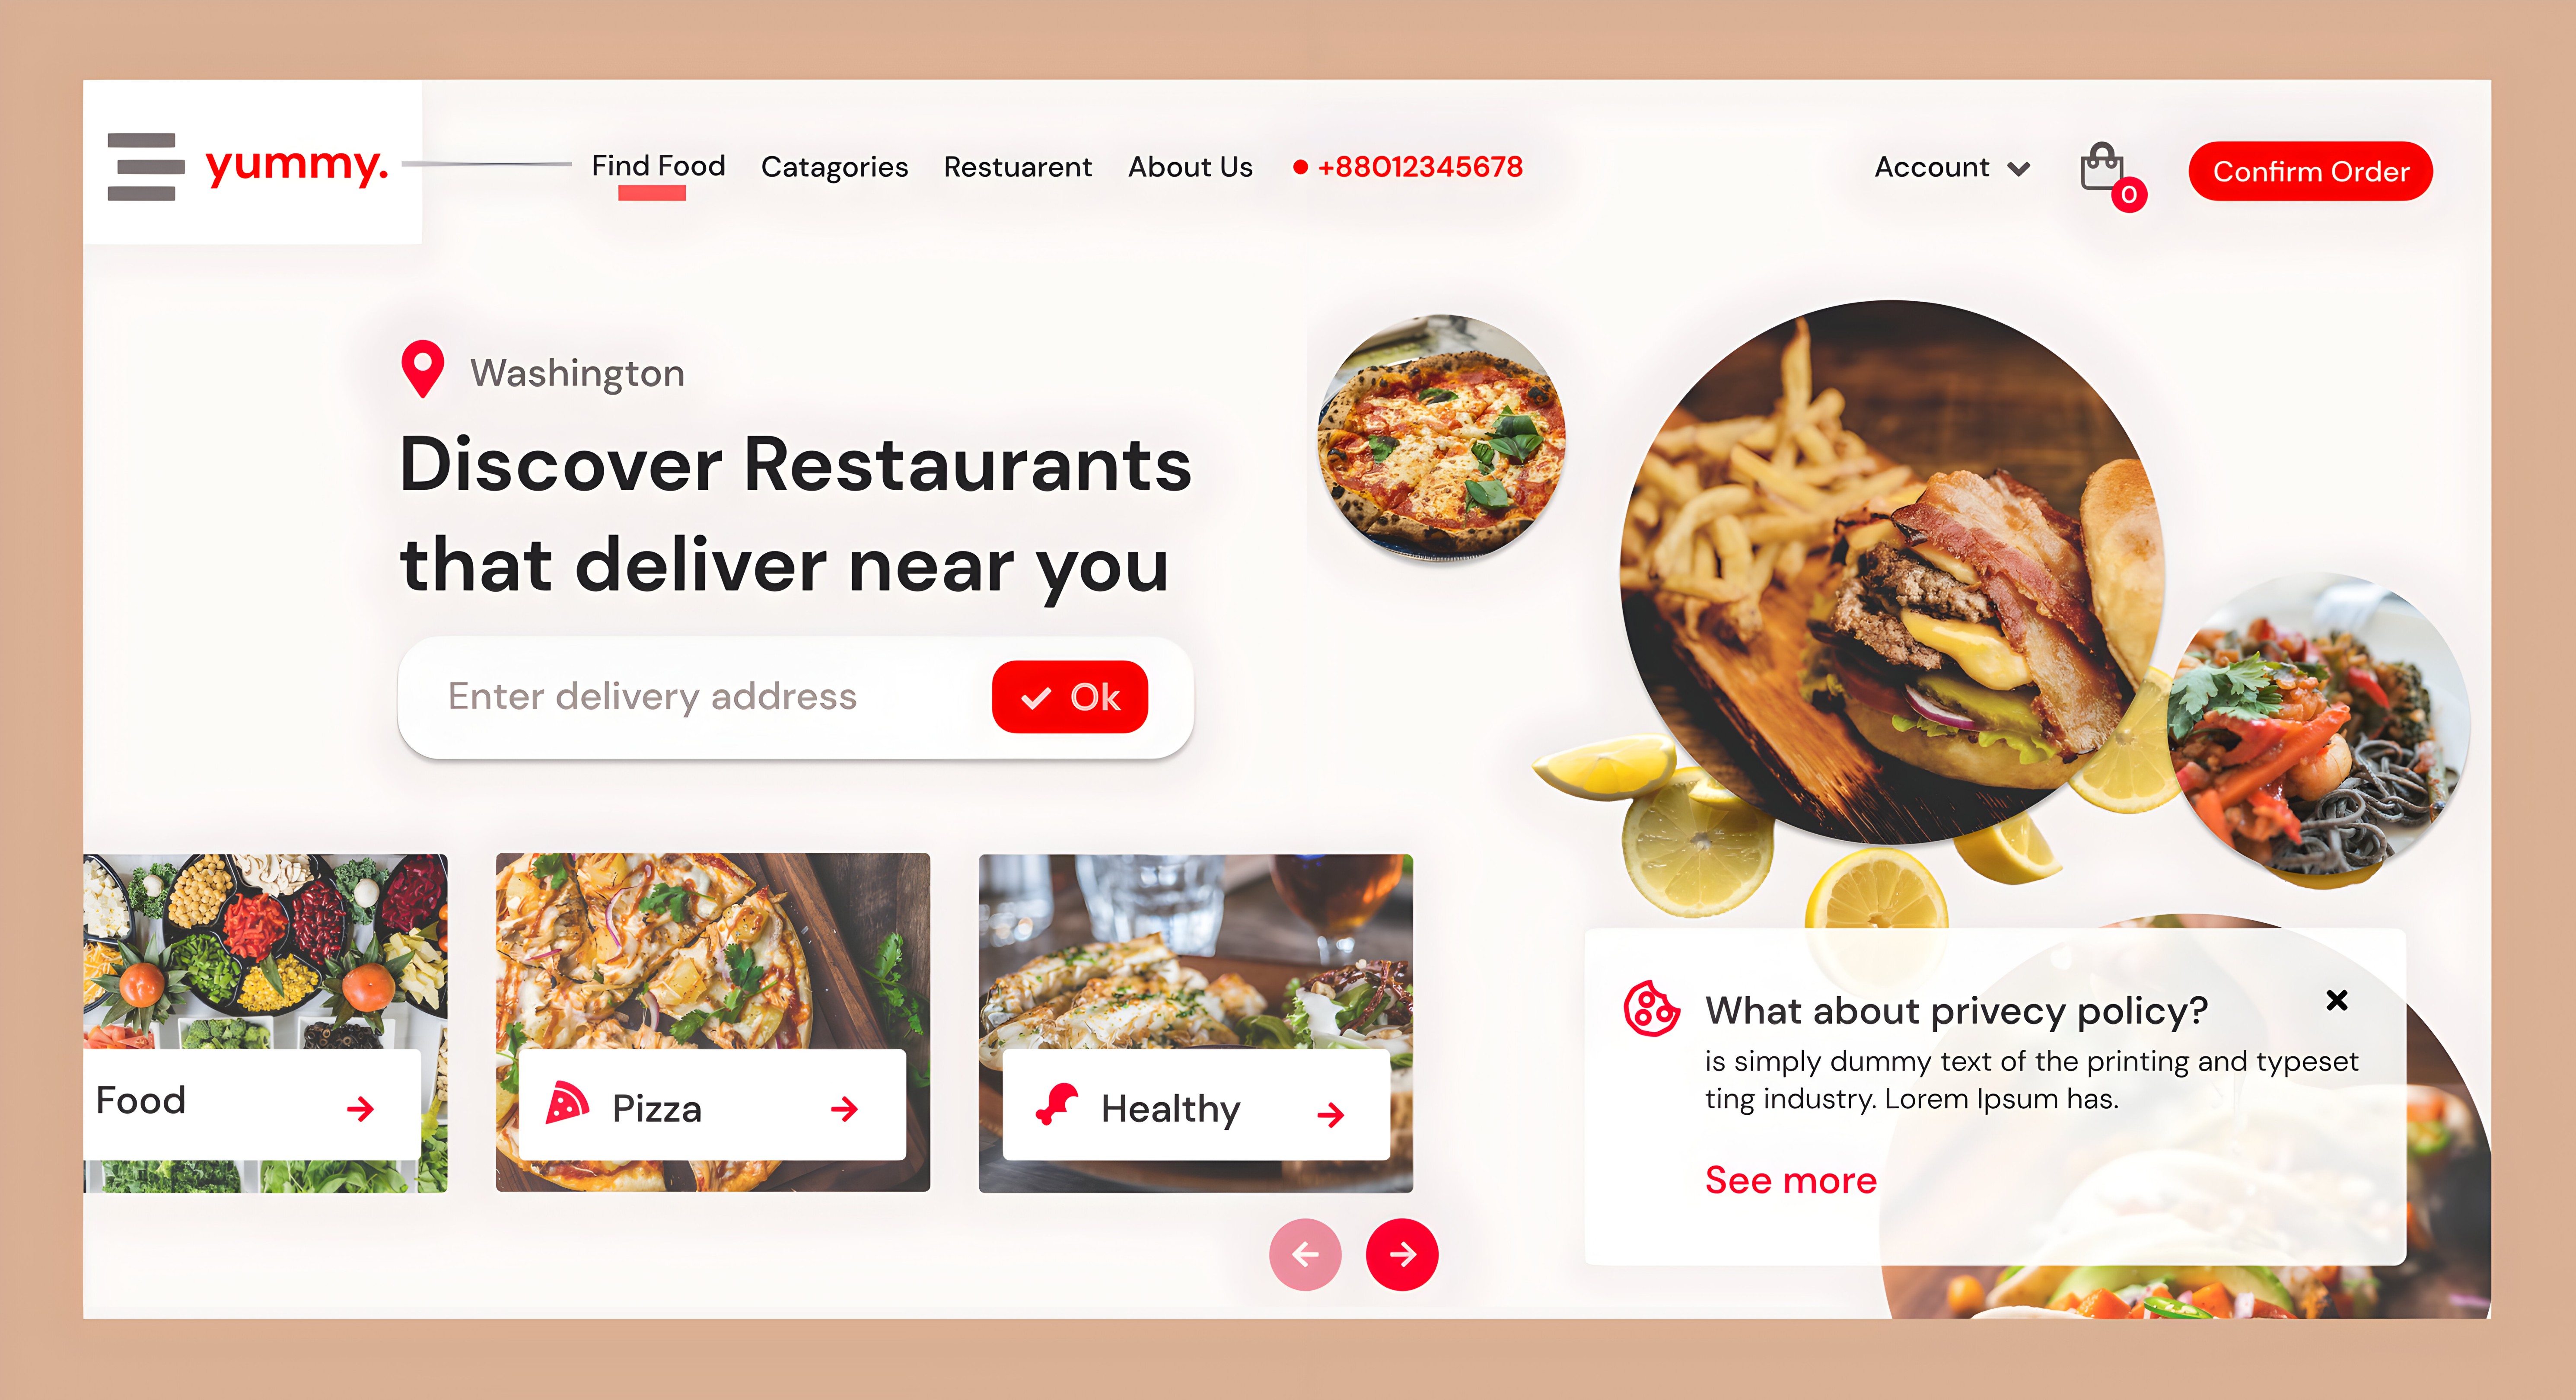 yummy.
Find Food
Catagories
Restuarent
About Us
+88012345678
Account
0
Confirm Order
Washington
Discover Restaurants
that deliver near you
Enter delivery address
Ok
Food
Pizza
Healthy
What about privecy policy?
is simply dummy text of the printing and typeset
ting industry. Lorem Ipsum has.
See more